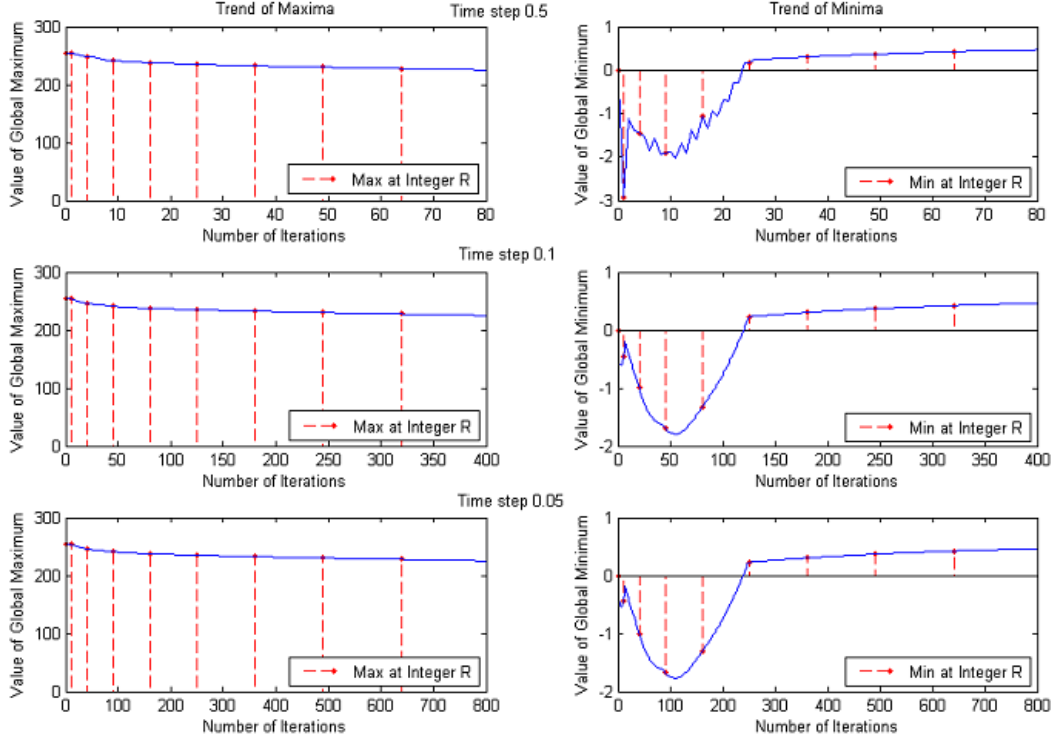 Trend of Maxima
Time step 0.5
Trend of Minima
Value of Global Maximum
300
200
100
0
Max at Integer R
0 10 20 30 40 50 60 70 80
Number of Iterations
Value of Global Minimum
1
0
-1
-2
-3
Min at Integer R
0 10 20 30 40 50 60 70 80
Number of Iterations
Time step 0.1
Value of Global Maximum
300
200
100
0
Max at Integer R
0 50 100 150 200 250 300 350 400
Number of Iterations
Value of Global Minimum
1
0
-1
-2
Min at Integer R
0 50 100 150 200 250 300 350 400
Number of Iterations
Time step 0.05
Value of Global Maximum
300
200
100
0
Max at Integer R
0 100 200 300 400 500 600 700 800
Number of Iterations
Value of Global Minimum
1
0
-1
-2
Min at Integer R
0 100 200 300 400 500 600 700 800
Number of Iterations